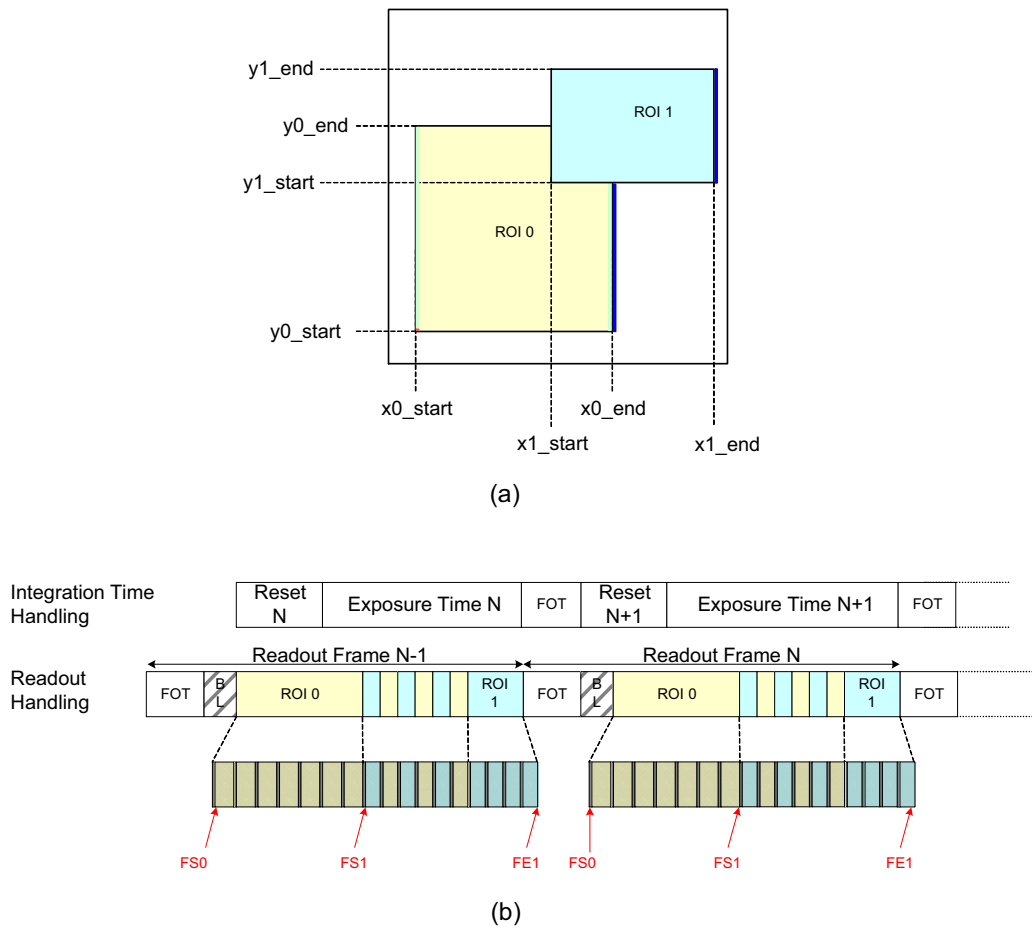 y1_end
ROI 1
y0_end
y1_start
ROI 0
y0_start
x0_start
x0_end
x1_start
x1_end
(a)
Integration Time
Handling
Reset
N
Exposure Time N
FOT
Reset
N+1
Exposure Time N+1
FOT
Readout Frame N-1
Readout Frame N
Readout
Handling
FOT
B
L
ROI 0
ROI
1
FOT
B
L
ROI 0
ROI
1
FOT
FS0
FS1
FE1
FS0
FS1
FE1
(b)